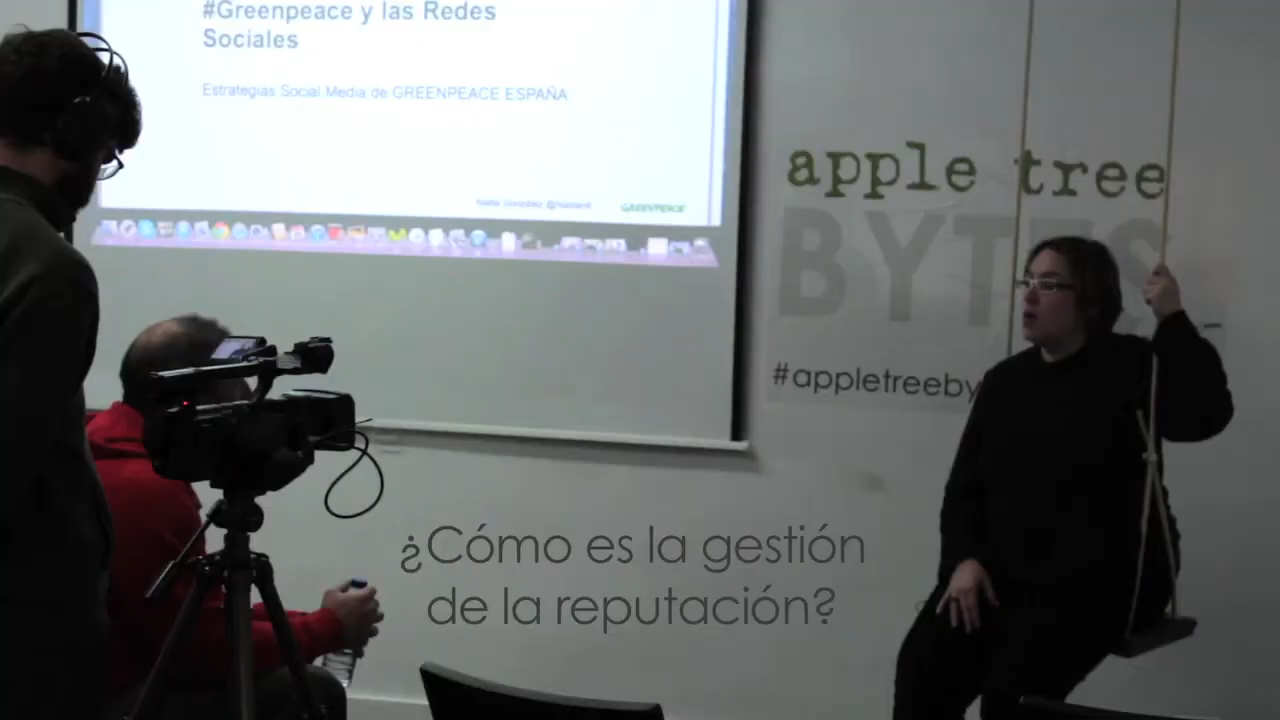 #Greenpeace y las Redes
Sociales
Estrategias Social Media de GREENPEACE ESPAÑA
GREENPEACE
apple tree
BYTES
#appletreeby
¿Cómo es la gestión
de la reputación?